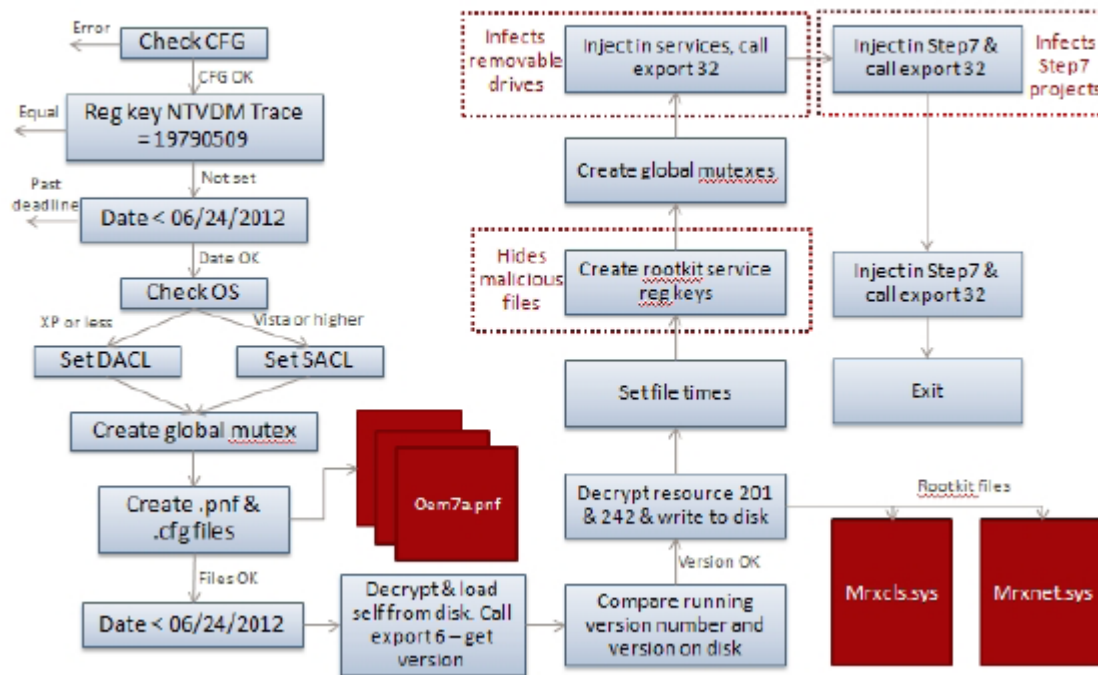 Error
Check CFG
CFG OK
Equal
Reg key NTVDM Trace
= 19790509
Not set
Past
deadline
Date < 06/24/2012
Date OK
Check OS
XP or less
Vista or higher
Set DACL
Set SACL
Create global mutex
Create .pnf &
.cfg files
Oem7a.pnf
Files OK
Date < 06/24/2012
Decrypt & load
self from disk. Call
export 6 – get
version
Compare running
version number and
version on disk
Version OK
Decrypt resource 201
& 242 & write to disk
Rootkit files
Mrxcls.sys
Mrxnet.sys
Set file times
Hides
malicious
files
Create rootkit service
reg keys
Create global mutexes
Infects
removable
drives
Inject in services, call
export 32
Inject in Step7 &
call export 32
Infects
Step7
projects
Inject in Step7 &
call export 32
Exit